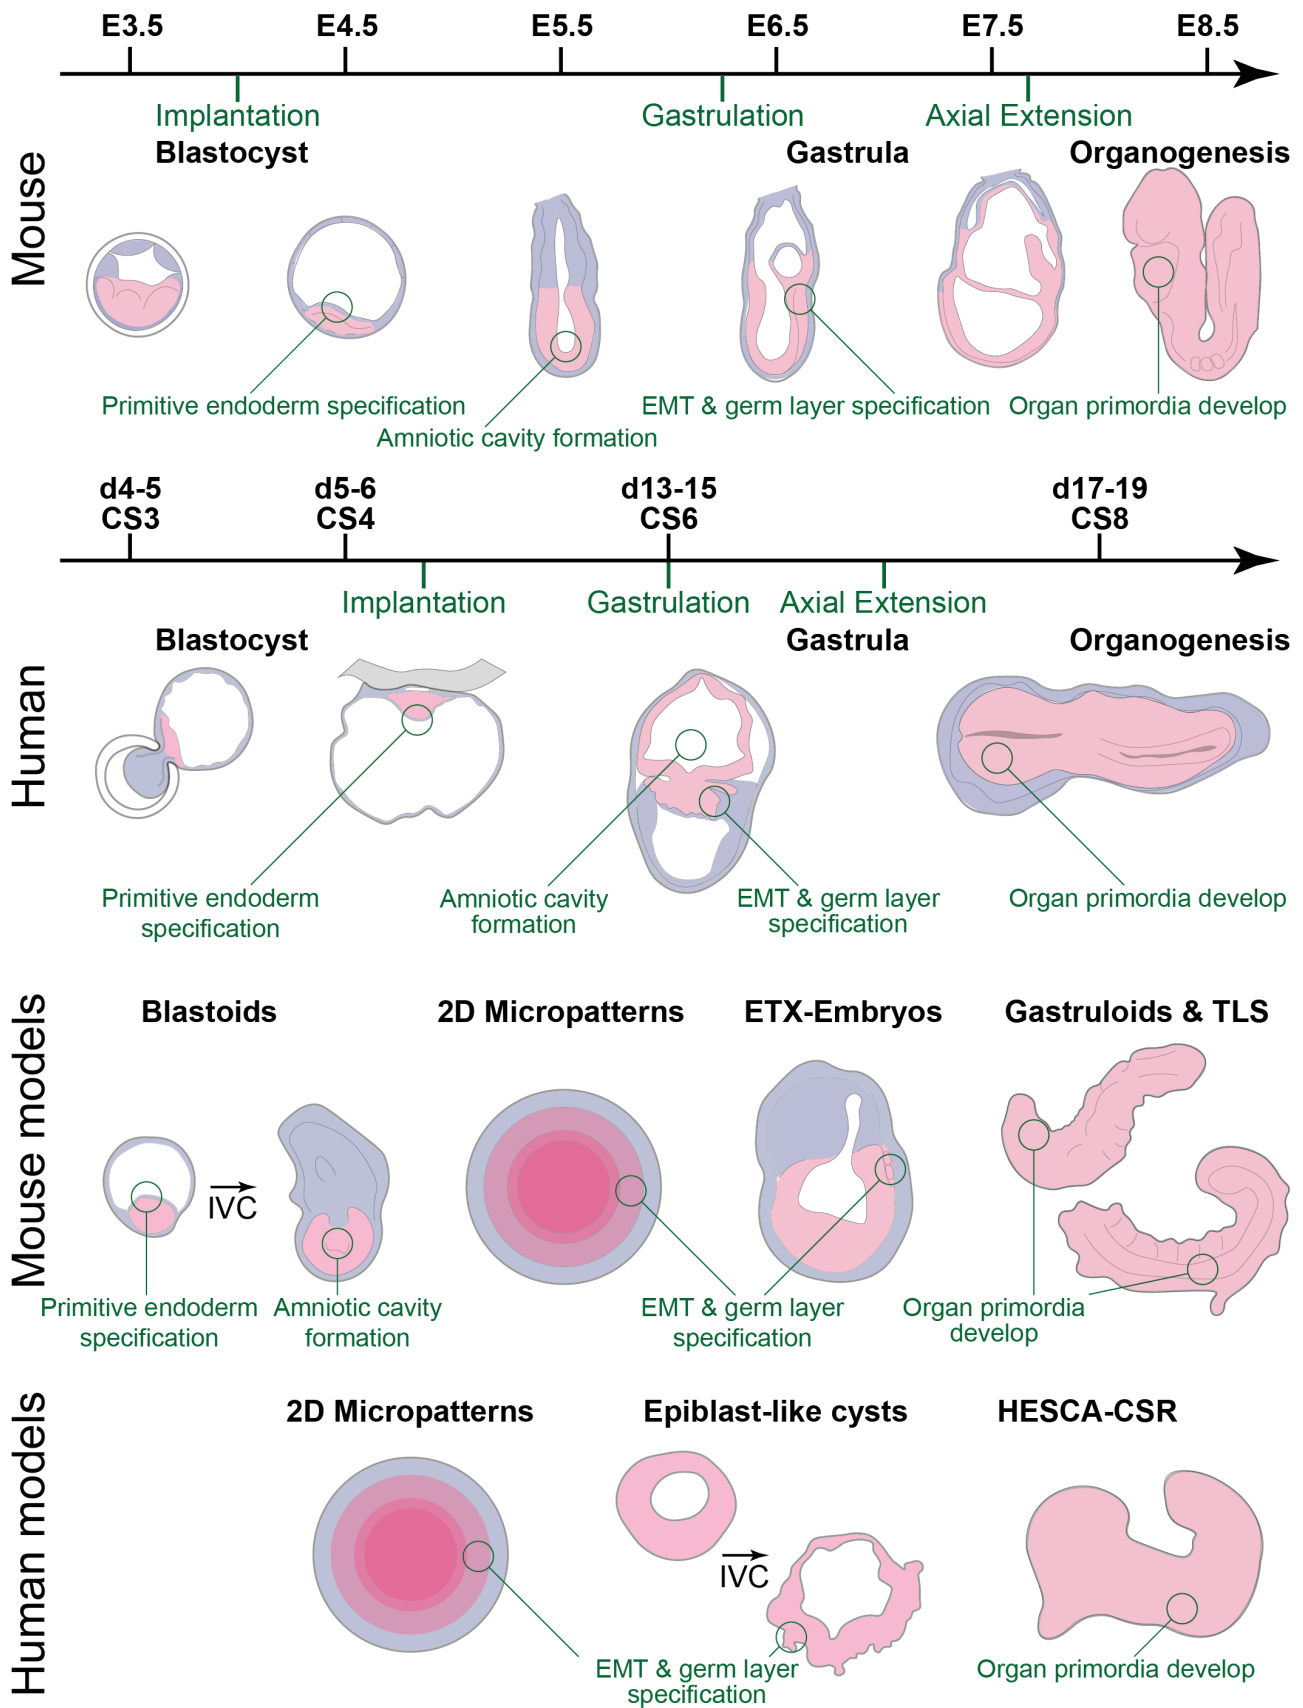 E3.5 E4.5 E5.5 E6.5 E7.5 E8.5
Implantation Gastrulation Axial Extension
Blastocyst Gastrula Organogenesis
Mouse
Primitive endoderm specification EMT & germ layer specification Organ primordia develop
Amniotic cavity formation
d4-5 d5-6 d13-15 d17-19
CS3 CS4 CS6 CS8
Implantation Gastrulation Axial Extension
Blastocyst Gastrula Organogenesis
Human
Primitive endoderm Amniotic cavity EMT & germ layer Organ primordia develop
specification formation specification
Mouse models
Blastoids 2D Micropatterns ETX-Embryos Gastruloids & TLS
IVC
Primitive endoderm Amniotic cavity EMT & germ layer Organ primordia
specification formation specification develop
Human models
2D Micropatterns Epiblast-like cysts HESCA-CSR
IVC
EMT & germ layer Organ primordia develop
specification